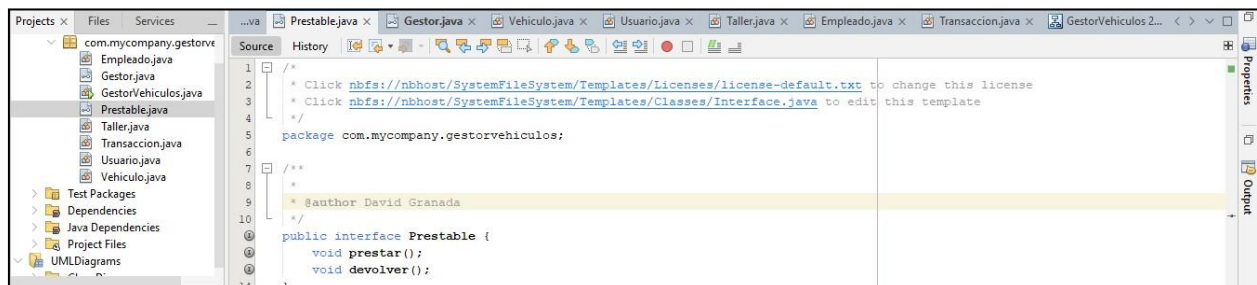 Projects × Files Services
...va Prestable.java × Gestor.java × Vehiculo.java × Usuario.java × Taller.java × Empleado.java × Transaccion.java × GestorVehiculos 2...
com.mycompany.gestorve
Empleado.java
Gestor.java
GestorVehiculos.java
Prestable.java
Taller.java
Transaccion.java
Usuario.java
Vehiculo.java
Test Packages
Dependencies
Java Dependencies
Project Files
UMLDiagrams
Source History
1 /*
2 * Click nbfs://nbhost/SystemFileSystem/Templates/Licenses/license-default.txt to change this license
3 * Click nbfs://nbhost/SystemFileSystem/Templates/Classes/Interface.java to edit this template
4 */
5 package com.mycompany.gestorvehiculos;
6
7 /**
8 *
9 * @author David Granada
10 */
public interface Prestable {
void prestar();
void devolver();
Properties
Output